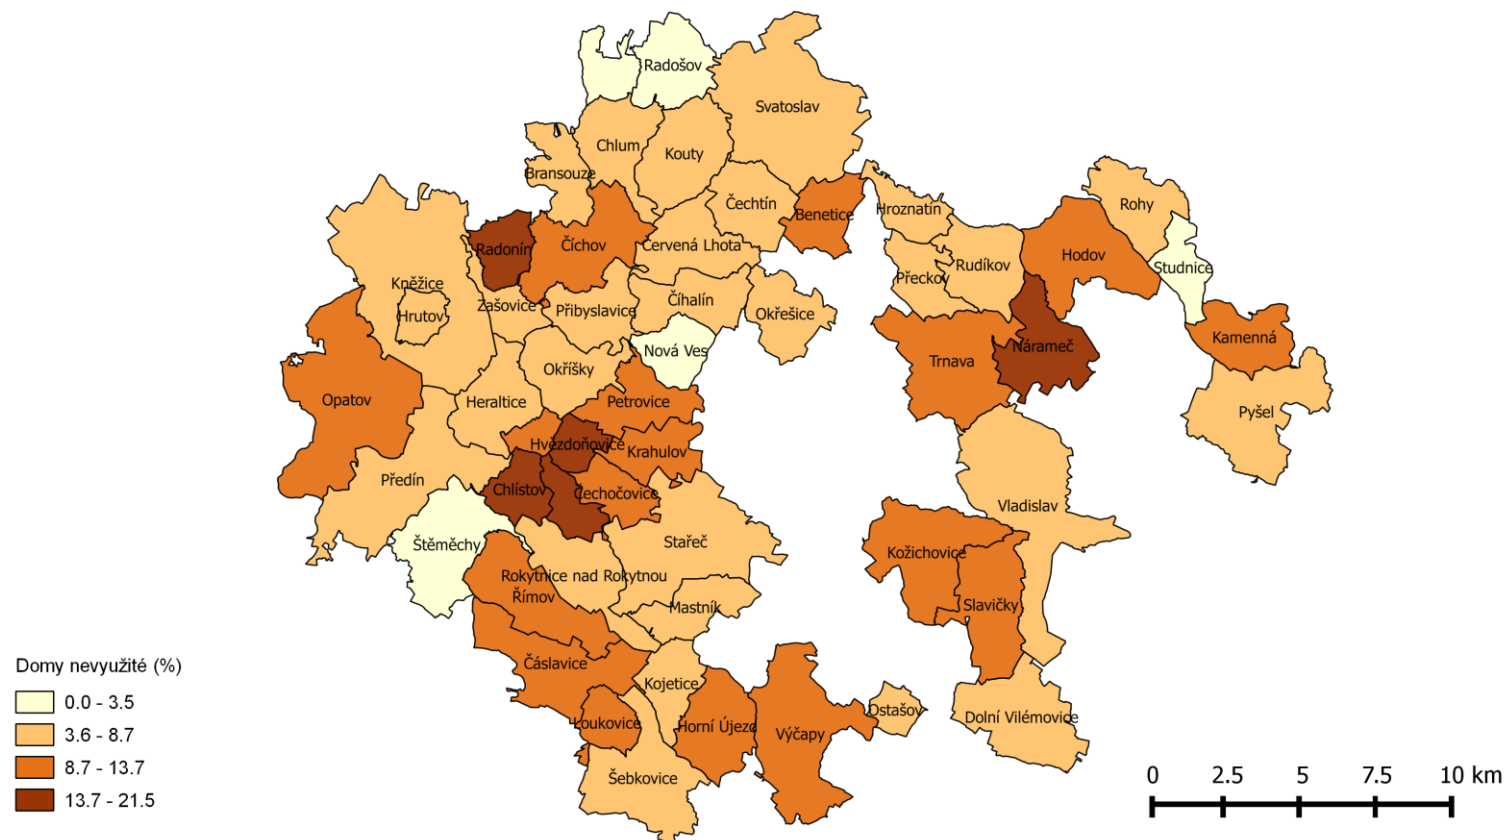 Radošov
Svatoslav
Chlum
Kouty
Bransouze
Čechtín
Benetice
Hroznatín
Rohy
Radonín
Číchov
Červená Lhota
Hodov
Studnice
Rudíkov
Přeckov
Kněžice
Hrutov
Zašovice
Přibyslavice
Číhalín
Okřešice
Kamenná
Nová Ves
Trnava
Nárameč
Okříšky
Opatov
Heraltice
Petrovice
Pyšel
Hvězdoňovice
Krahulov
Předín
Chlístov
Čechočovice
Vladislav
Štěměchy
Stařeč
Kožichovice
Rokytnice nad Rokytnou
Římov
Mastník
Slavičky
Čáslavice
Kojetice
Loukovice
Horní Újezd
Výčapy
Ostašov
Dolní Vilémovice
Šebkovice
Domy nevyužité (%)
0.0 - 3.5
3.6 - 8.7
8.7 - 13.7
13.7 - 21.5
0 2.5 5 7.5 10 km